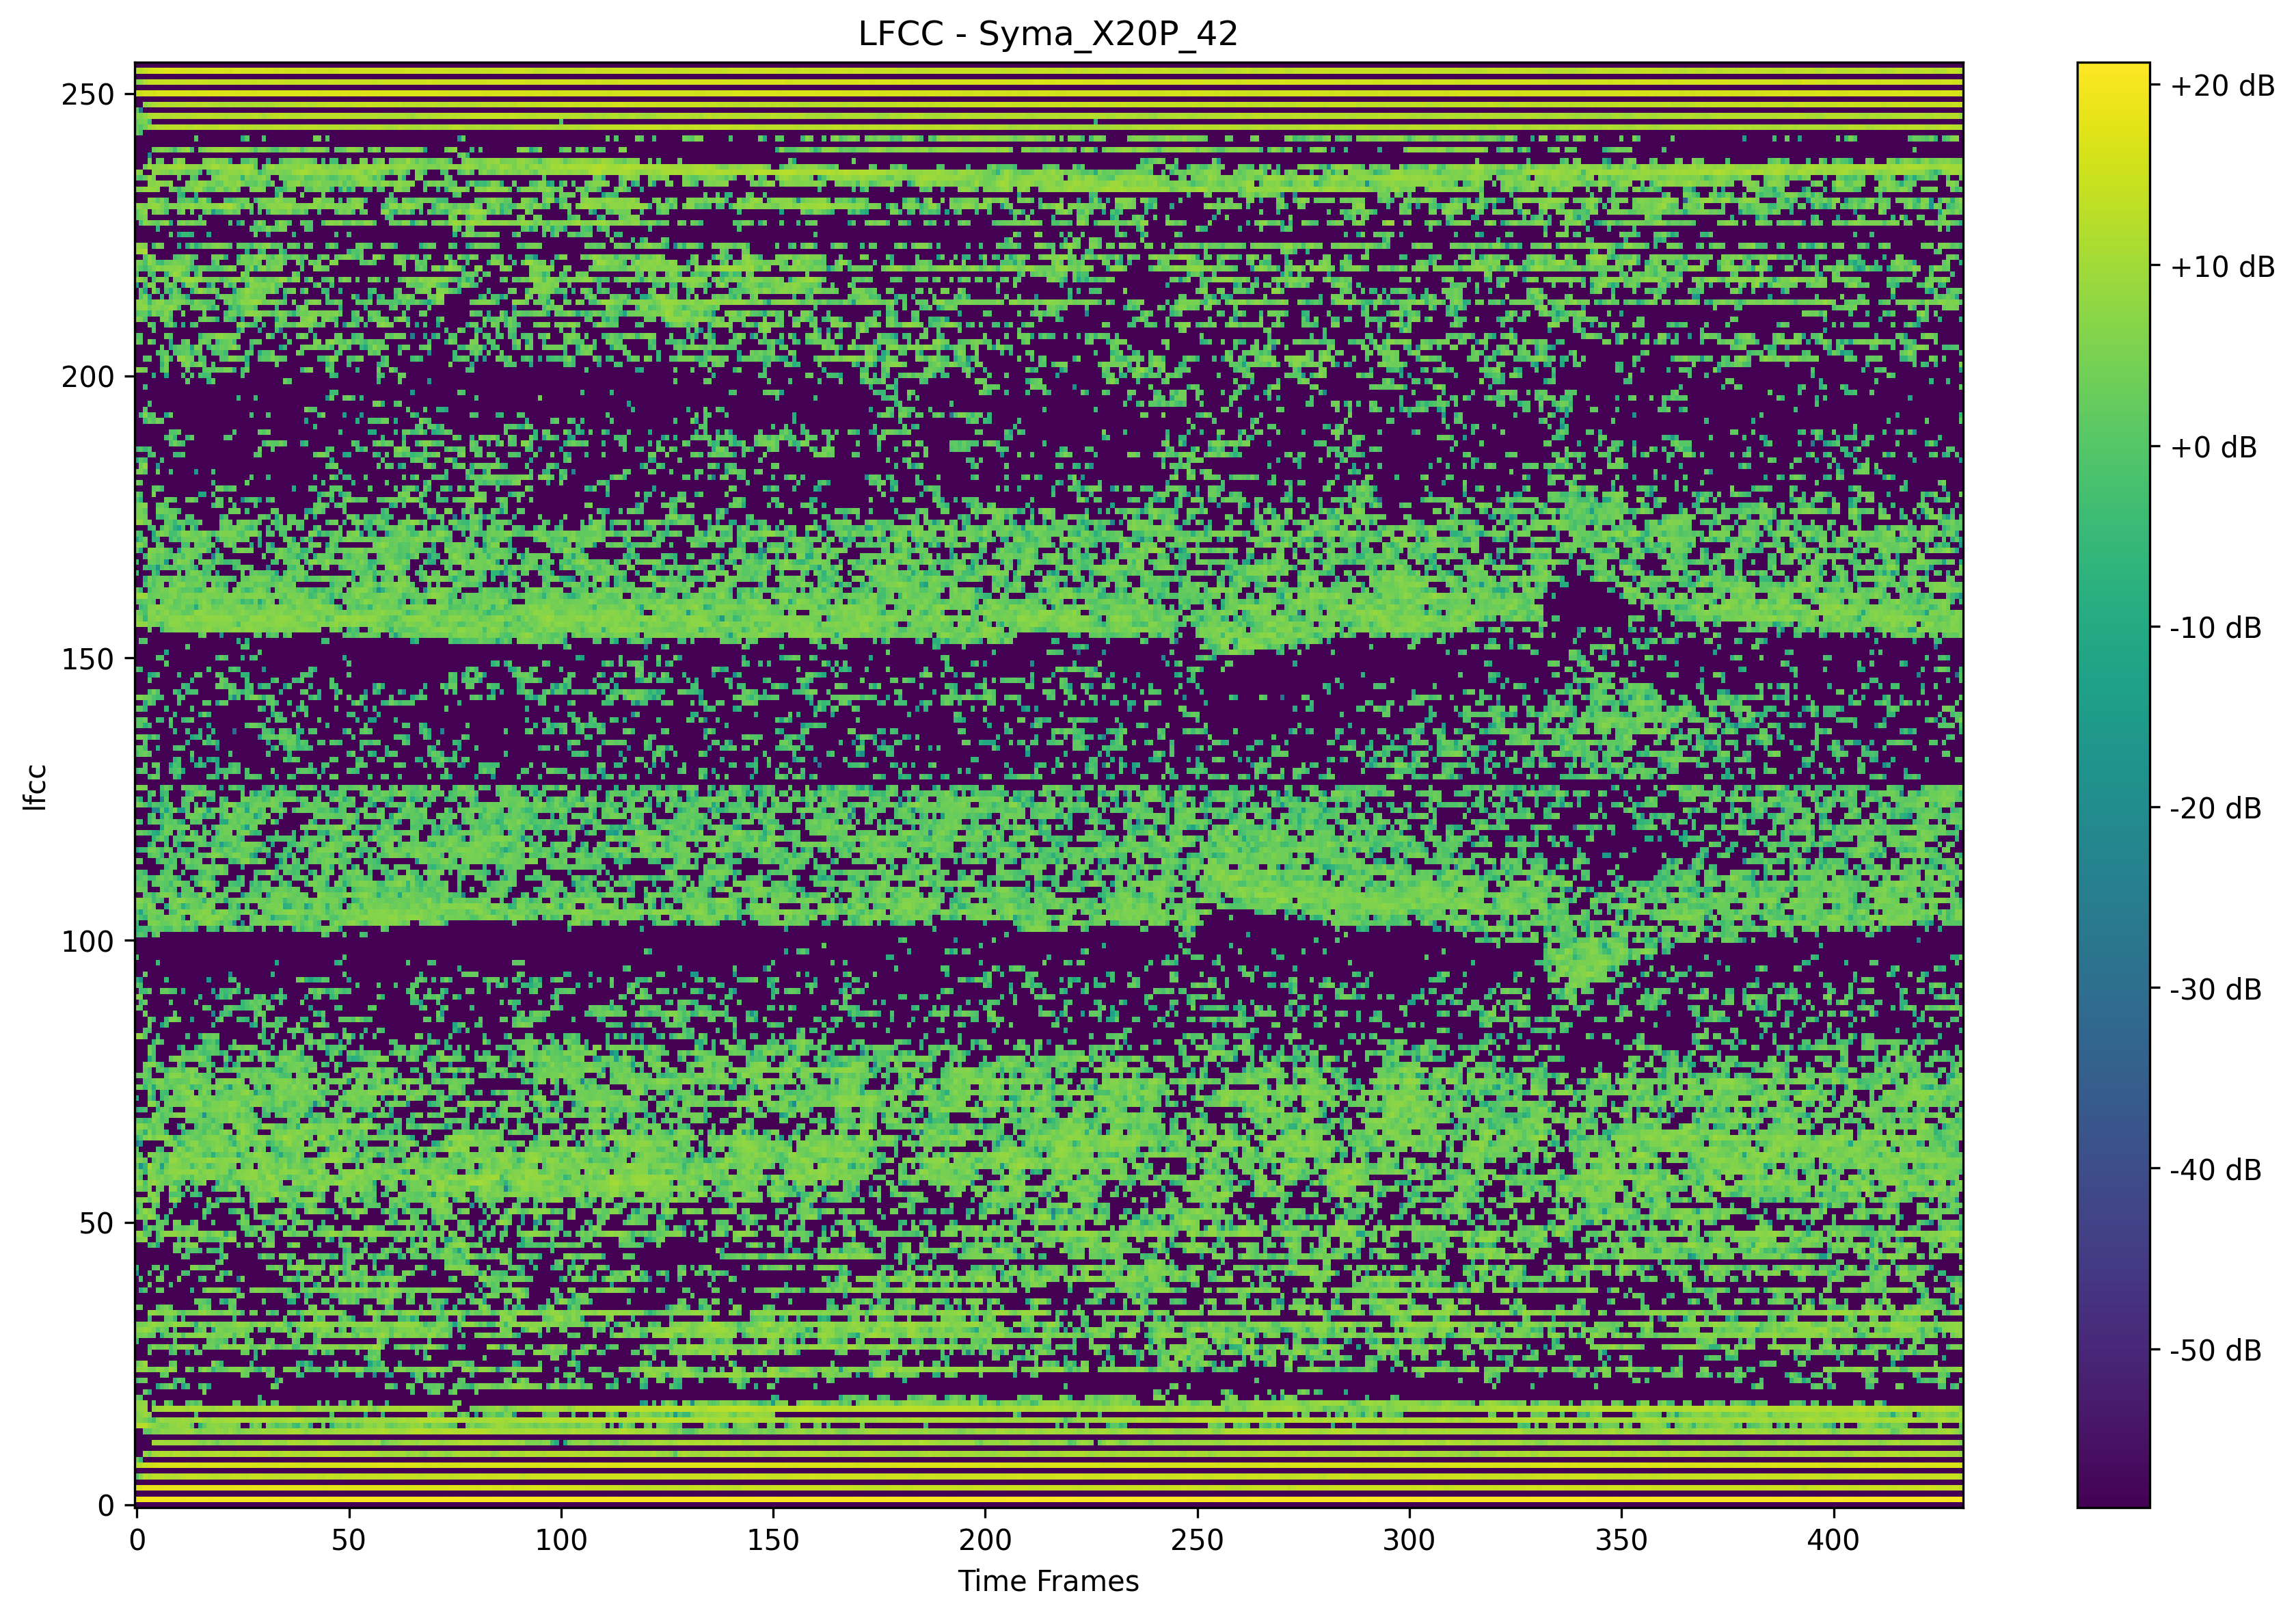 LFCC - Syma_X20P_42
250
200
150
100
50
0
lfcc
0 50 100 150 200 250 300 350 400
Time Frames
+20 dB
+10 dB
+0 dB
-10 dB
-20 dB
-30 dB
-40 dB
-50 dB